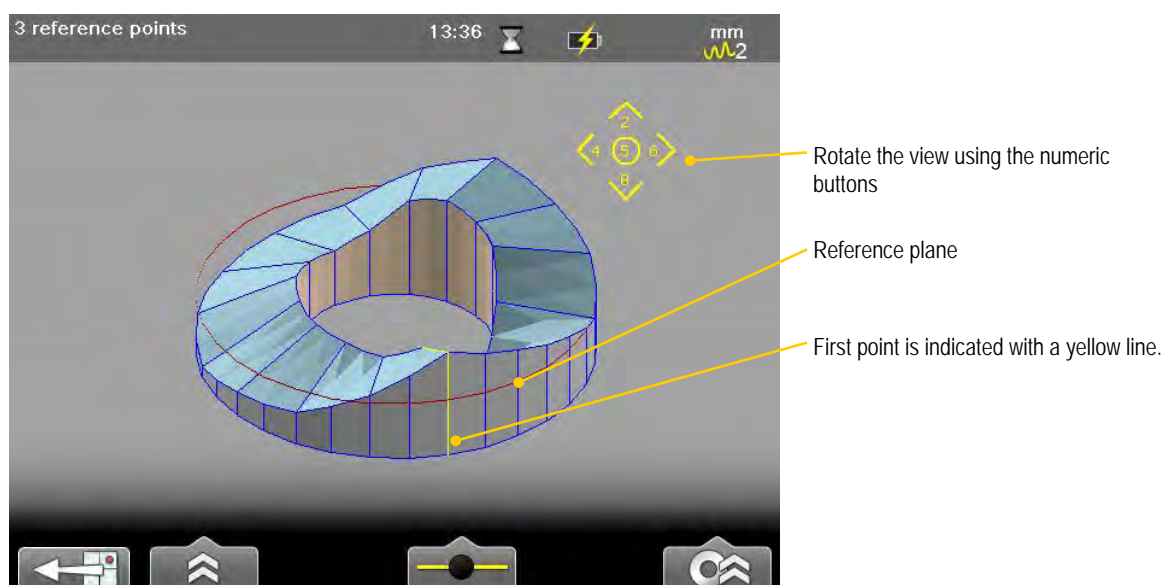 3 reference points
13:36
mm
2
2
4 5 6
8
Rotate the view using the numeric
buttons
Reference plane
First point is indicated with a yellow line.